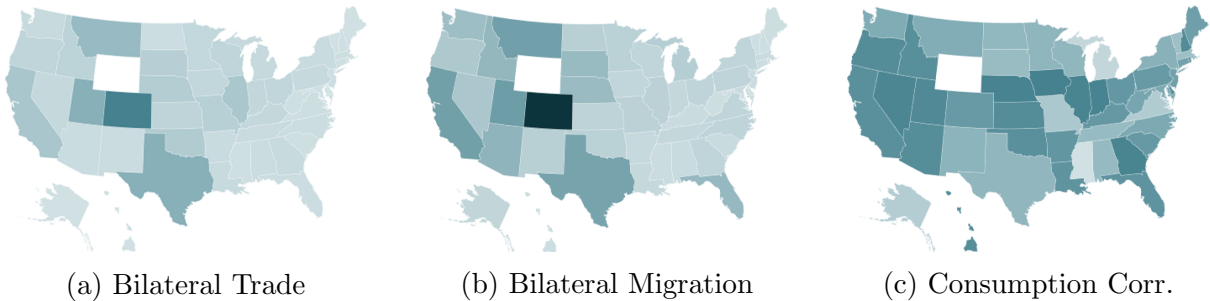 (a) Bilateral Trade
(b) Bilateral Migration
(c) Consumption Corr.